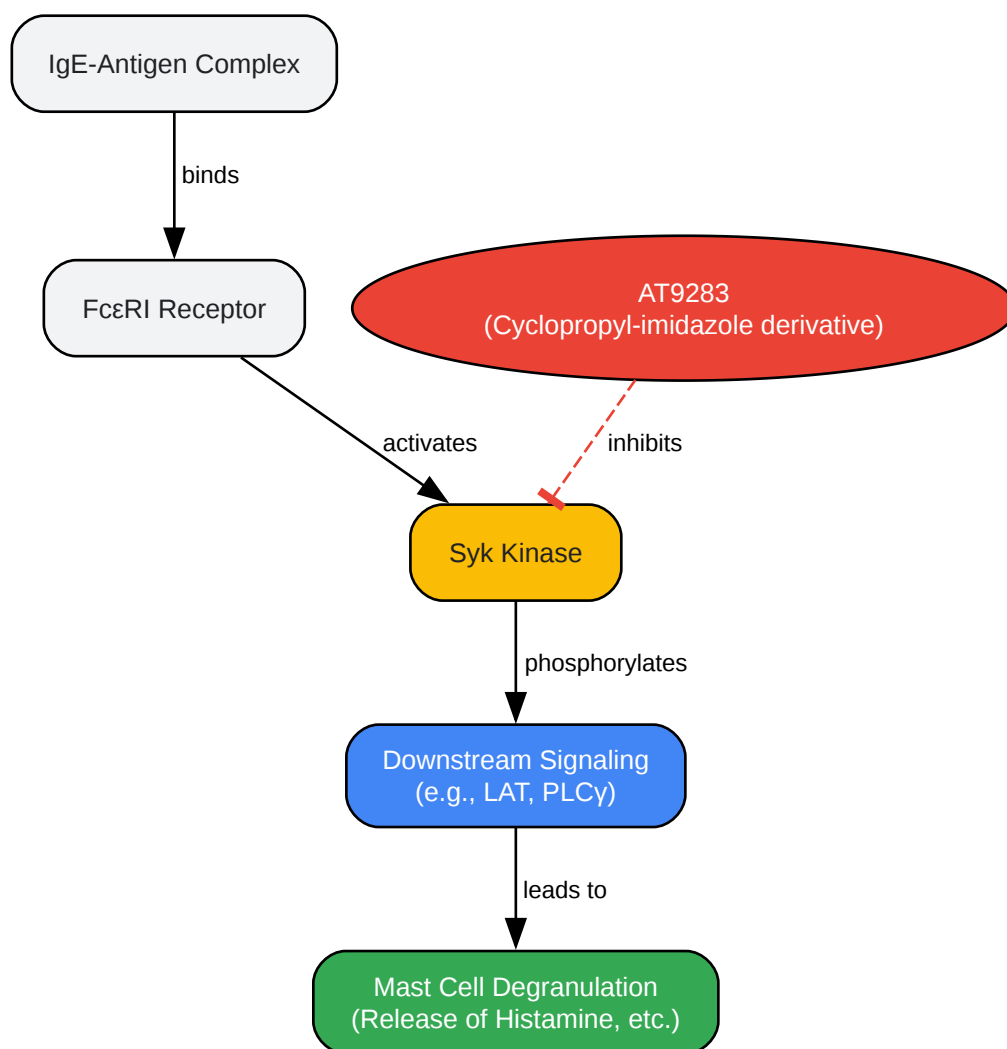 IgE-Antigen Complex
binds
FcεRI Receptor
AT9283
(Cyclopropyl-imidazole derivative)
activates
inhibits
Syk Kinase
phosphorylates
Downstream Signaling
(e.g., LAT, PLCγ)
leads to
Mast Cell Degranulation
(Release of Histamine, etc.)